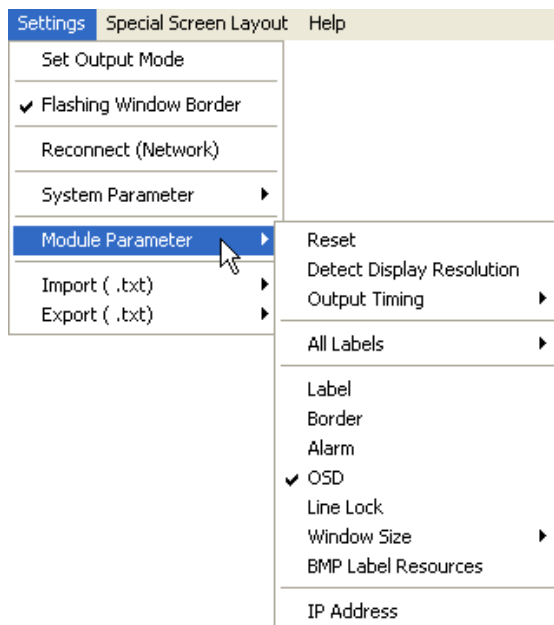 Settings Special Screen Layout Help
Set Output Mode
Flashing Window Border
Reconnect (Network)
System Parameter
Module Parameter
Import ( .txt)
Export ( .txt)
Reset
Detect Display Resolution
Output Timing
All Labels
Label
Border
Alarm
OSD
Line Lock
Window Size
BMP Label Resources
IP Address